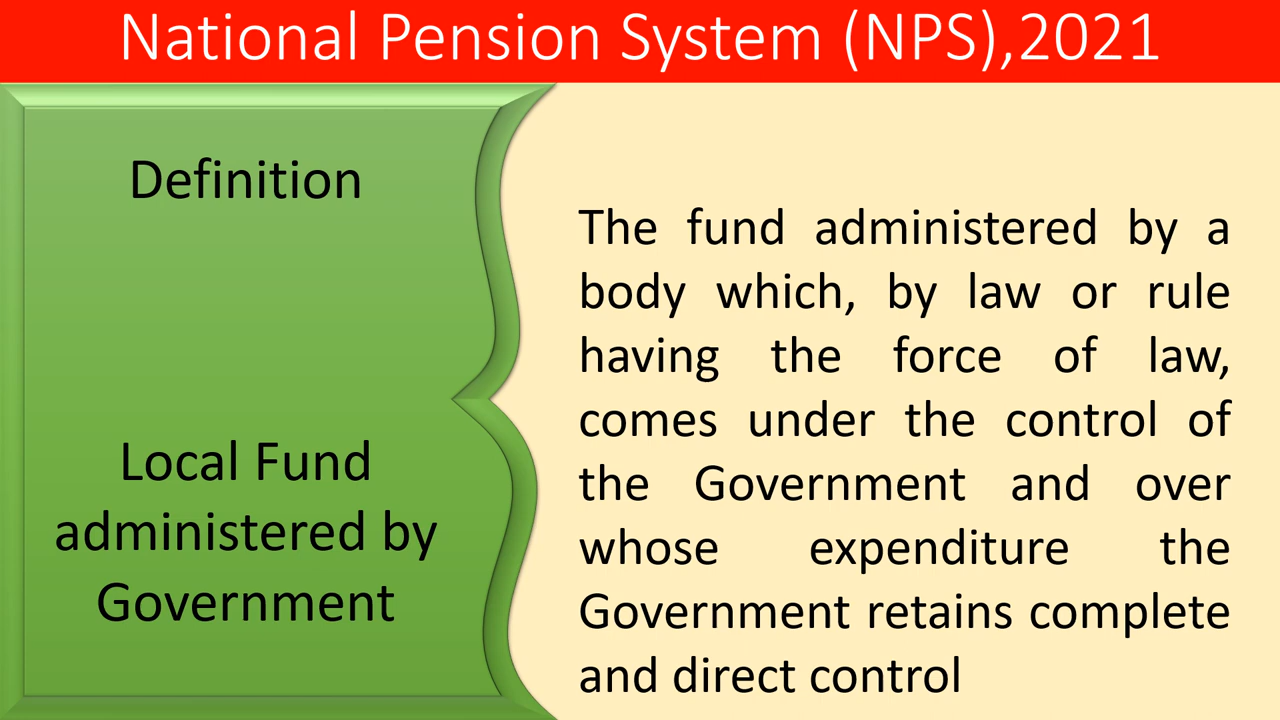 National Pension System (NPS),2021
Definition
Local Fund
administered by
Government
The fund administered by a
body which, by law or rule
having the force of law,
comes under the control of
the Government and over
whose expenditure the
Government retains complete
and direct control